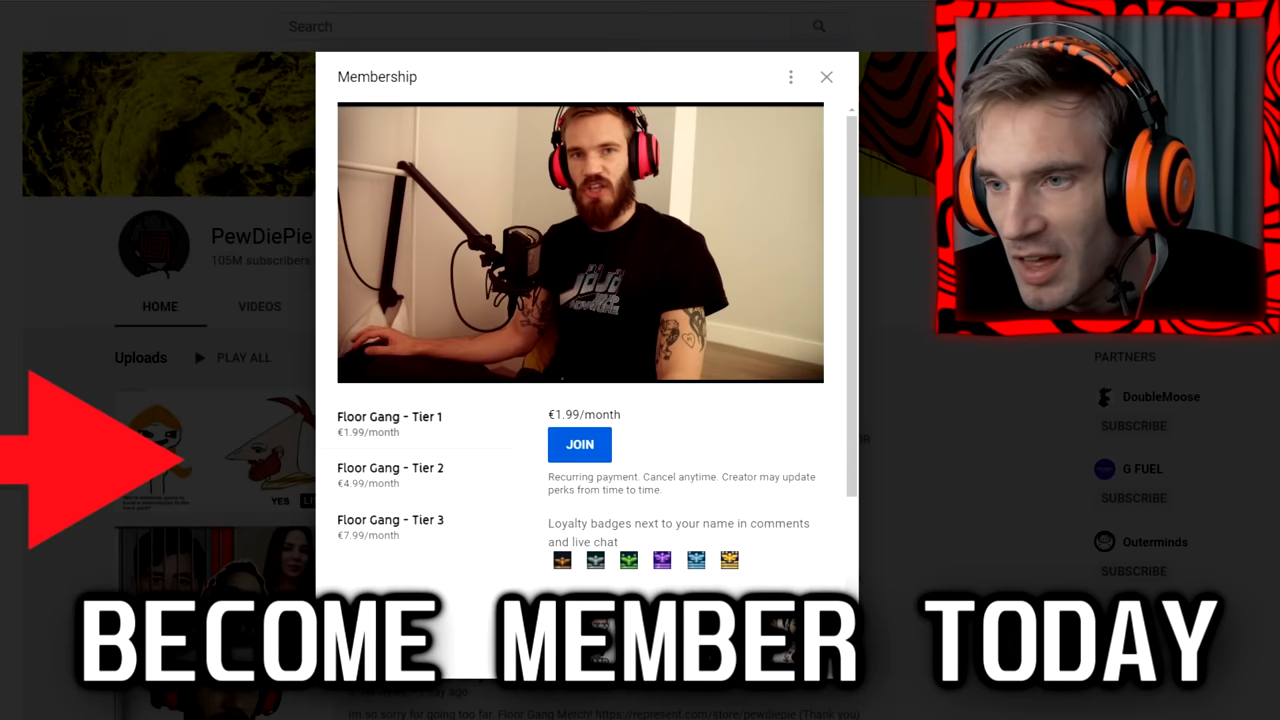 Search
Membership
PewDiePie
105M subscribers
HOME VIDEOS
Uploads PLAY ALL
Floor Gang - Tier 1
€1.99/month
Floor Gang - Tier 2
€4.99/month
Floor Gang - Tier 3
€7.99/month
€1.99/month
JOIN
Recurring payment. Cancel anytime. Creator may update
perks from time to time.
Loyalty badges next to your name in comments
and live chat
PARTNERS
DoubleMoose
SUBSCRIBE
G FUEL
SUBSCRIBE
Outerminds
SUBSCRIBE
YES
BECOME MEMBER TODAY
day ago
im so sorry for going too far. Floor Gang Merch! https://represent.com/store/pewdiepie (Thank you)